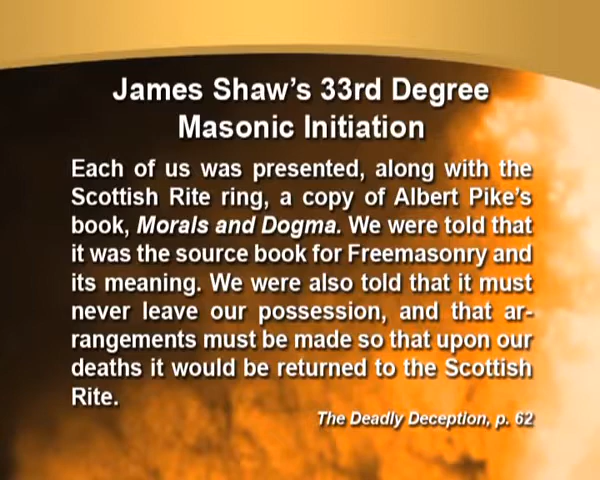 James Shaw's 33rd Degree
Masonic Initiation
Each of us was presented, along with the
Scottish Rite ring, a copy of Albert Pike's
book, Morals and Dogma. We were told that
it was the source book for Freemasonry and
its meaning. We were also told that it must
never leave our possession, and that ar-
rangements must be made so that upon our
deaths it would be returned to the Scottish
Rite.
The Deadly Deception, p. 62